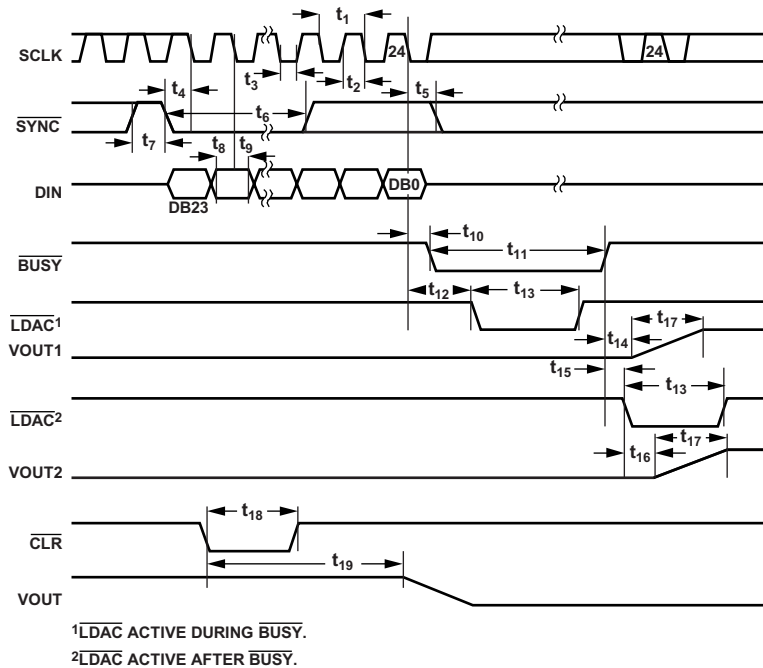 t1
SCLK
24
24
t3
t2
t4
t6
t5
SYNC
t7
t8
t9
DIN
DB0
DB23
t10
BUSY
t11
t12
t13
t17
LDAC1
t14
VOUT1
t15
t13
LDAC2
t17
t16
VOUT2
t18
CLR
t19
VOUT
1LDAC ACTIVE DURING BUSY.
2LDAC ACTIVE AFTER BUSY.